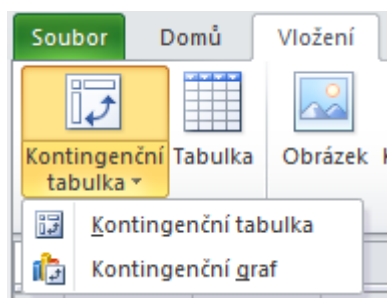 Soubor Domů Vložení
Kontingenční tabulka Tabulka Obrázek
Kontingenční tabulka
Kontingenční graf